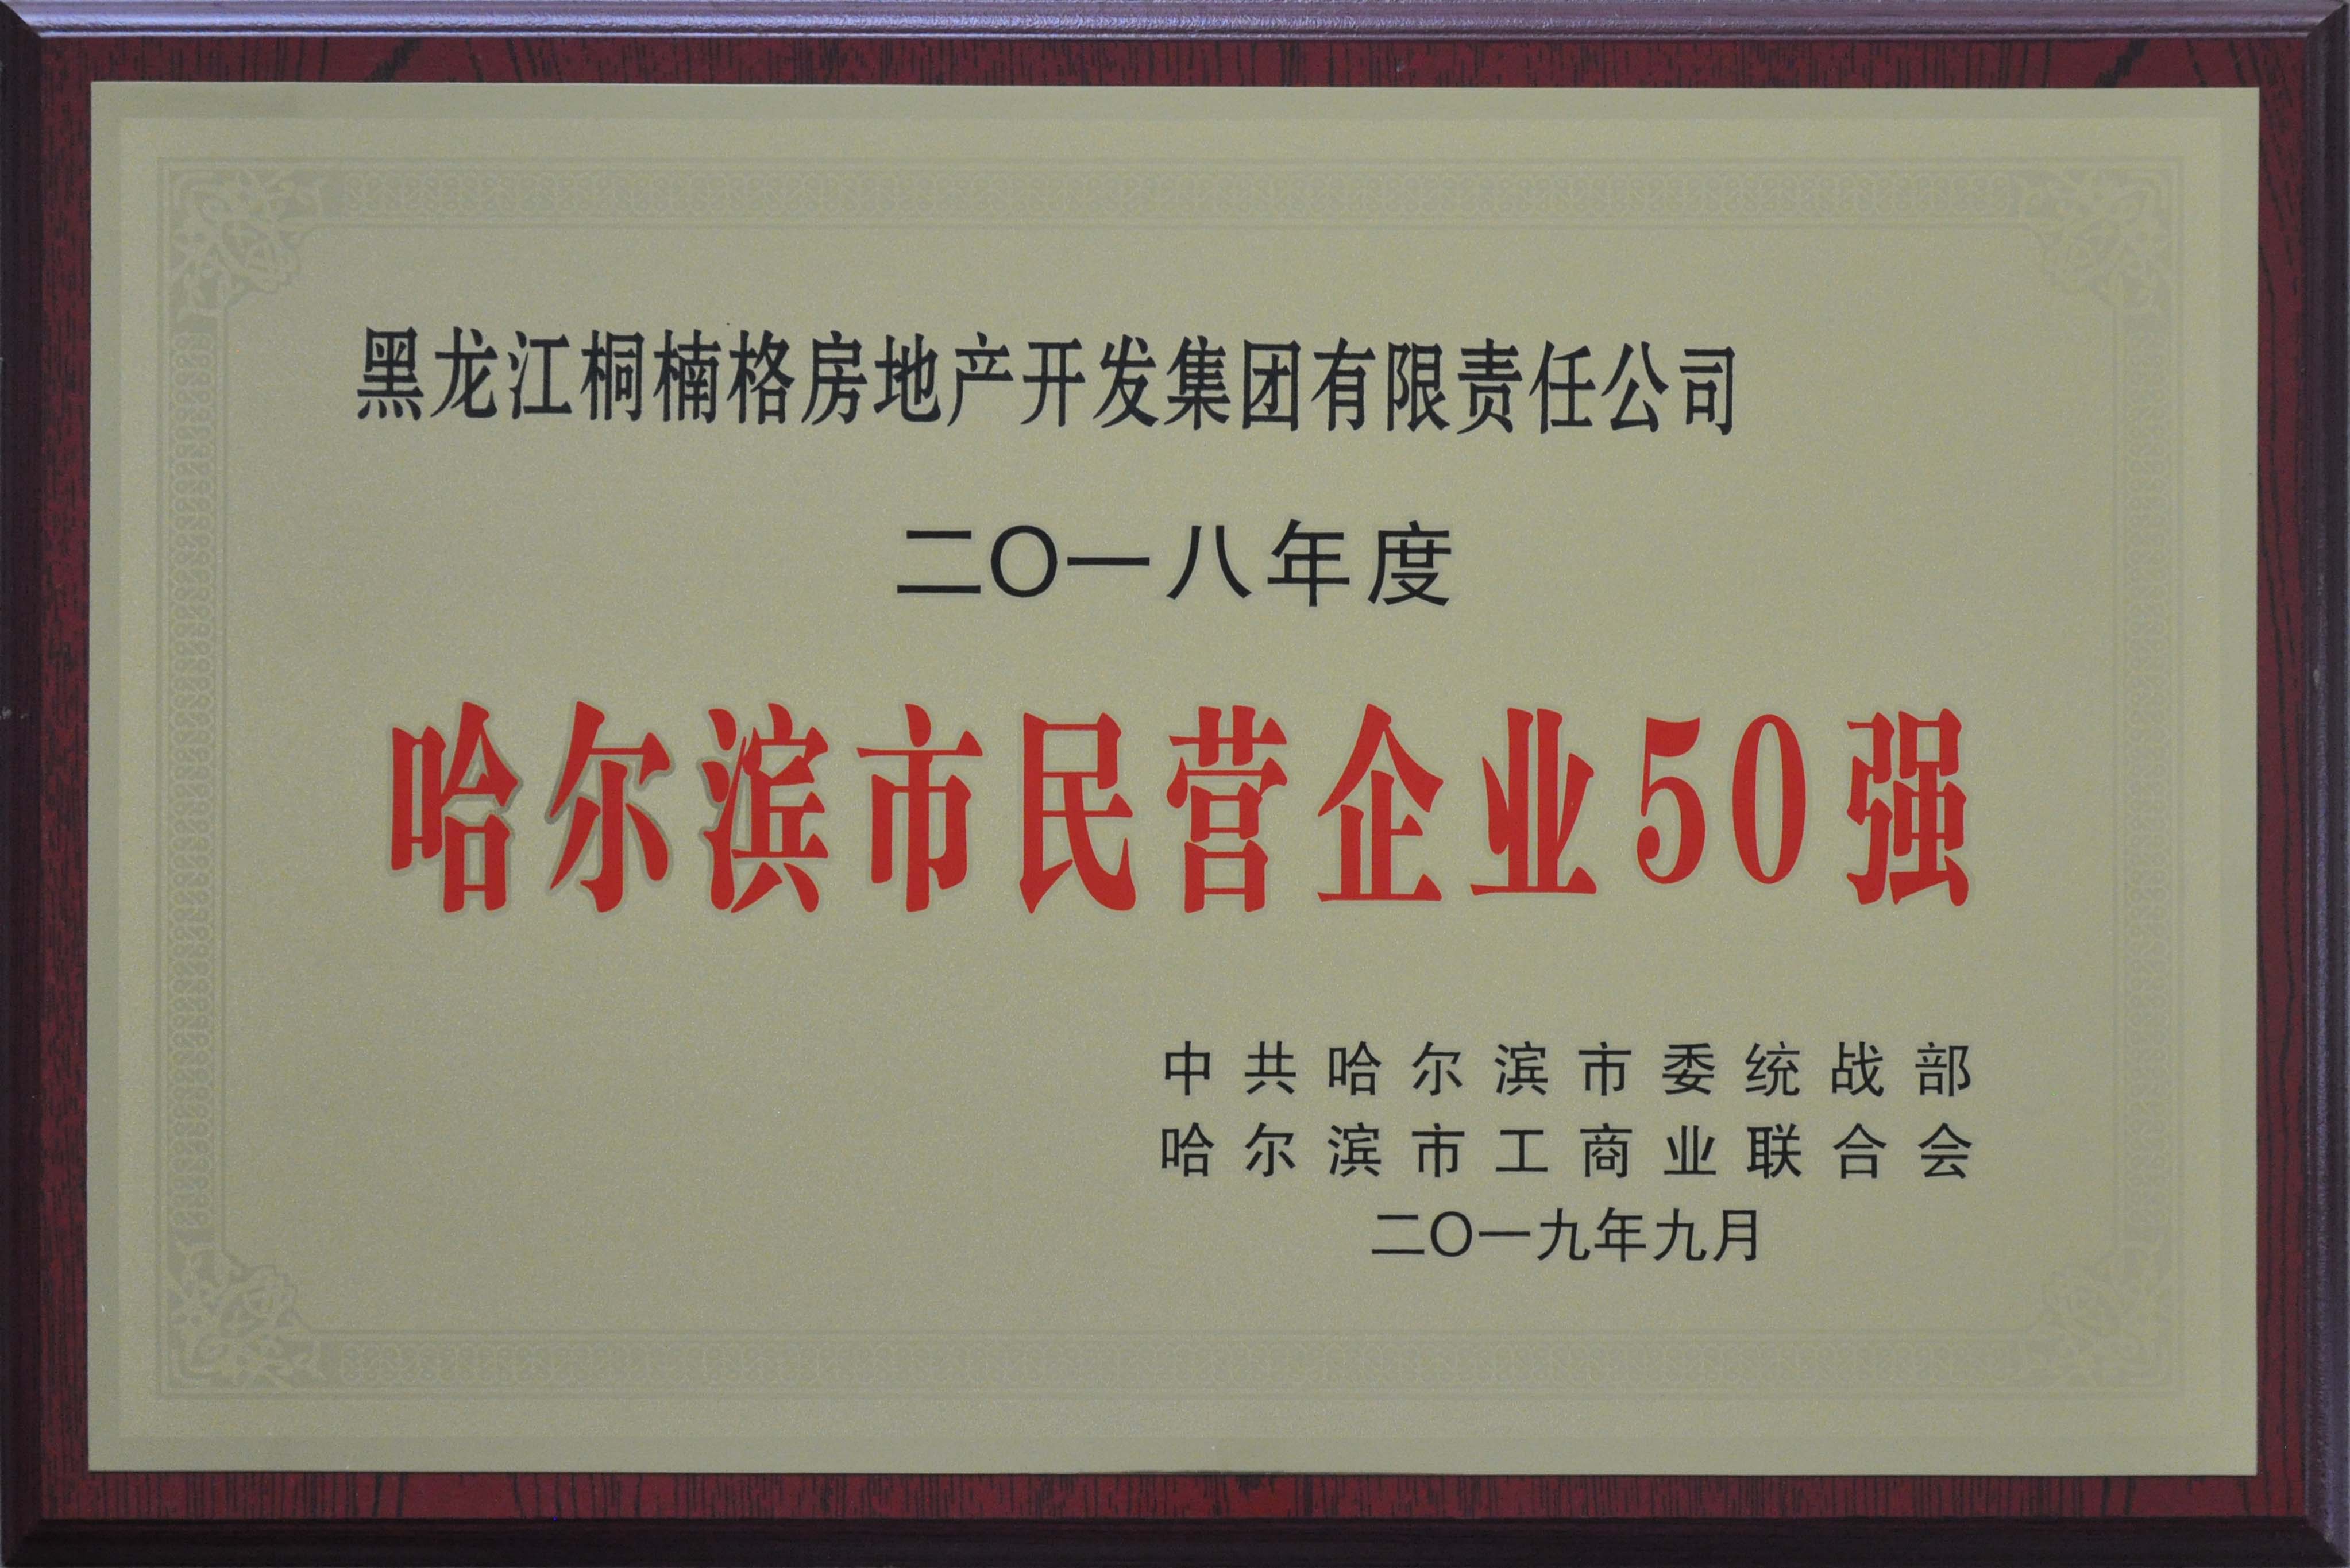 黑龙江桐楠格房地产开发集团有限责任公司
二〇一八年度
哈尔滨市民营企业50强
中共哈尔滨市委统战部
哈尔滨市工商业联合会
二〇一九年九月